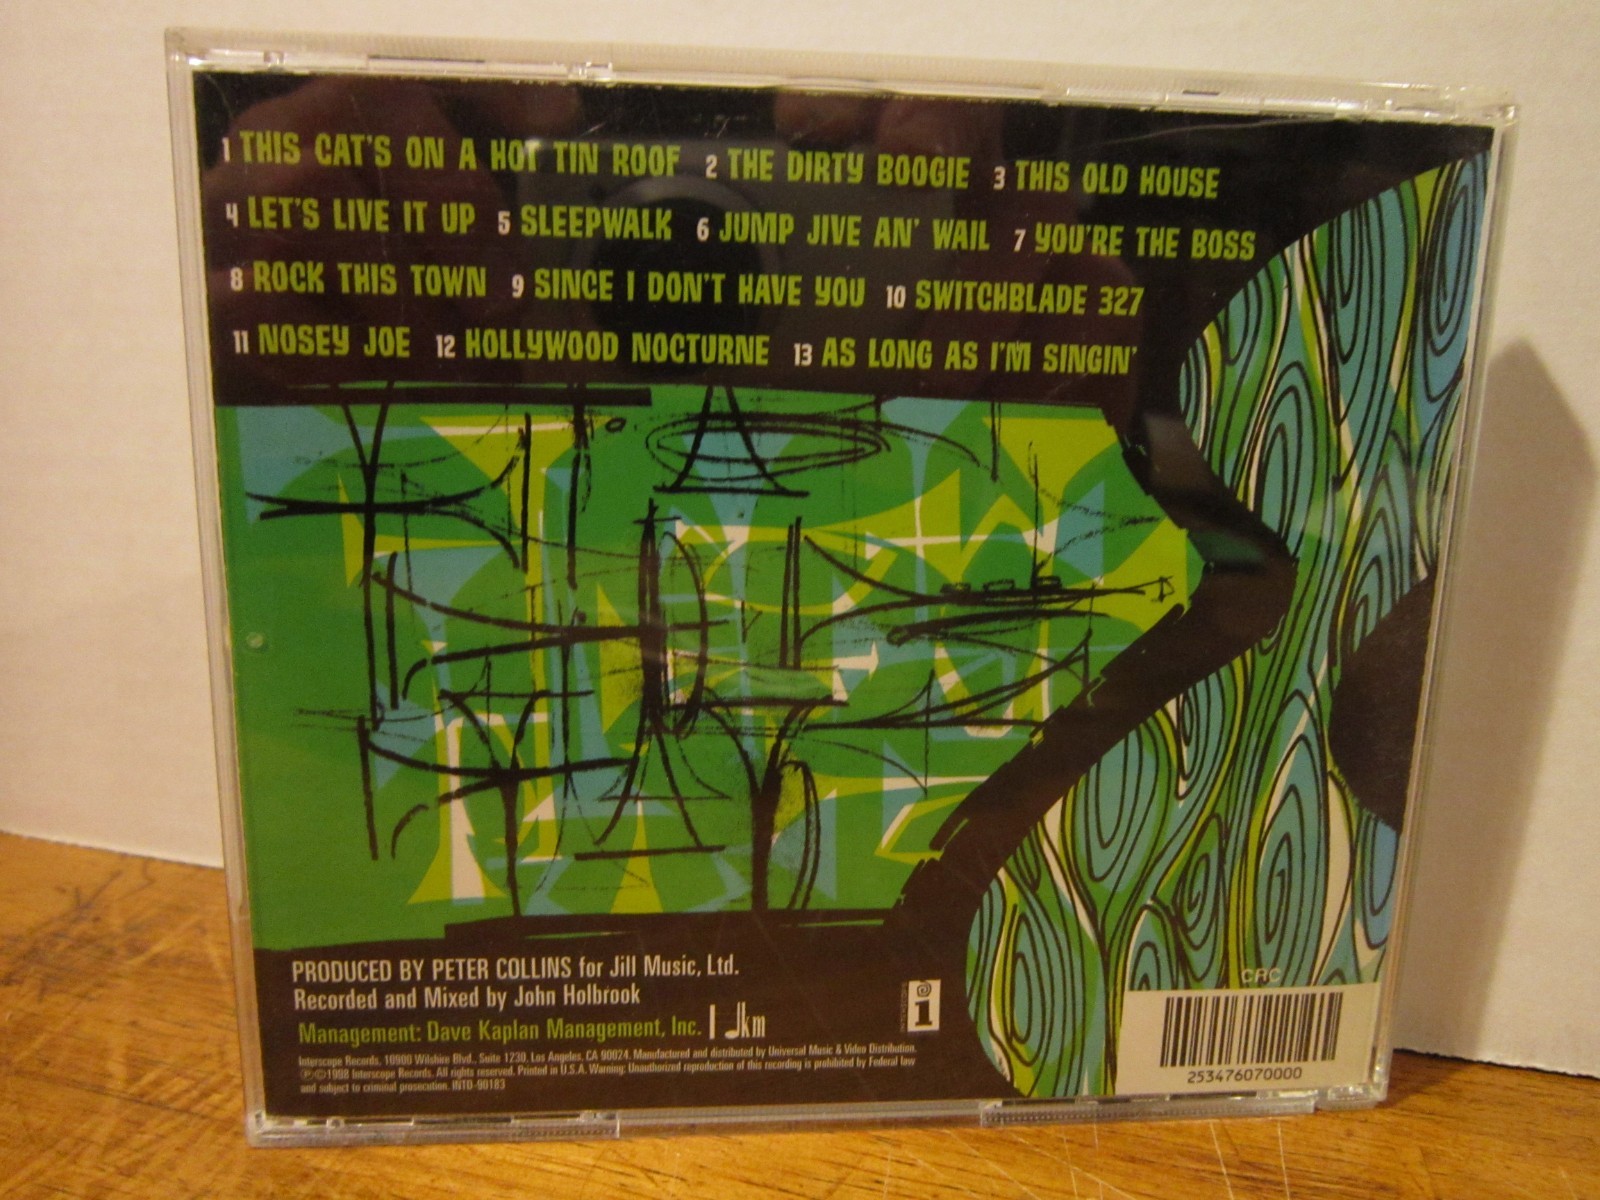 1 THIS CAT'S ON A HOT TIN ROOF 2 THE DIRTY BOOGIE 3 THIS OLD HOUSE
4 LET'S LIVE IT UP 5 SLEEPWALK 6 JUMP JIVE AN' WAIL 7 YOU'RE THE BOSS
8 ROCK THIS TOWN 9 SINCE I DON'T HAVE YOU 10 SWITCHBLADE 327
11 NOSEY JOE 12 HOLLYWOOD NOCTURNE 13 AS LONG AS I'M SINGIN'
PRODUCED BY PETER COLLINS for Jill Music, Ltd.
Recorded and Mixed by John Holbrook
Management: Dave Kaplan Management, Inc. dkm
Interscope Records, 10900 Wilshire Blvd., Suite 1230, Los Angeles, CA 90024. Manufactured and distributed by Universal Music & Video Distribution.
℗©1998 Interscope Records. All rights reserved. Printed in U.S.A. Warning: Unauthorized reproduction of this recording is prohibited by Federal law
and subject to criminal prosecution. INTD-90183
i
CRC
253476070000